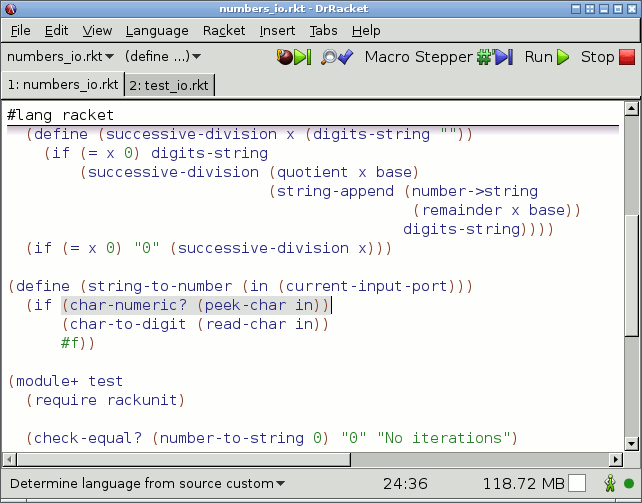 numbers_io.rkt - DrRacket
File Edit View Language Racket Insert Tabs Help
numbers_io.rkt (define ...) Macro Stepper Run Stop
1: numbers_io.rkt 2: test_io.rkt
#lang racket
(define (successive-division x (digits-string ""))
(if (= x 0) digits-string
(successive-division (quotient x base)
(string-append (number->string
(remainder x base))
digits-string))))
(if (= x 0) "0" (successive-division x)))
(define (string-to-number (in (current-input-port)))
(if (char-numeric? (peek-char in))
(char-to-digit (read-char in))
#f))
(module+ test
(require rackunit)
(check-equal? (number-to-string 0) "0" "No iterations")
Determine language from source custom 24:36 118.72 MB